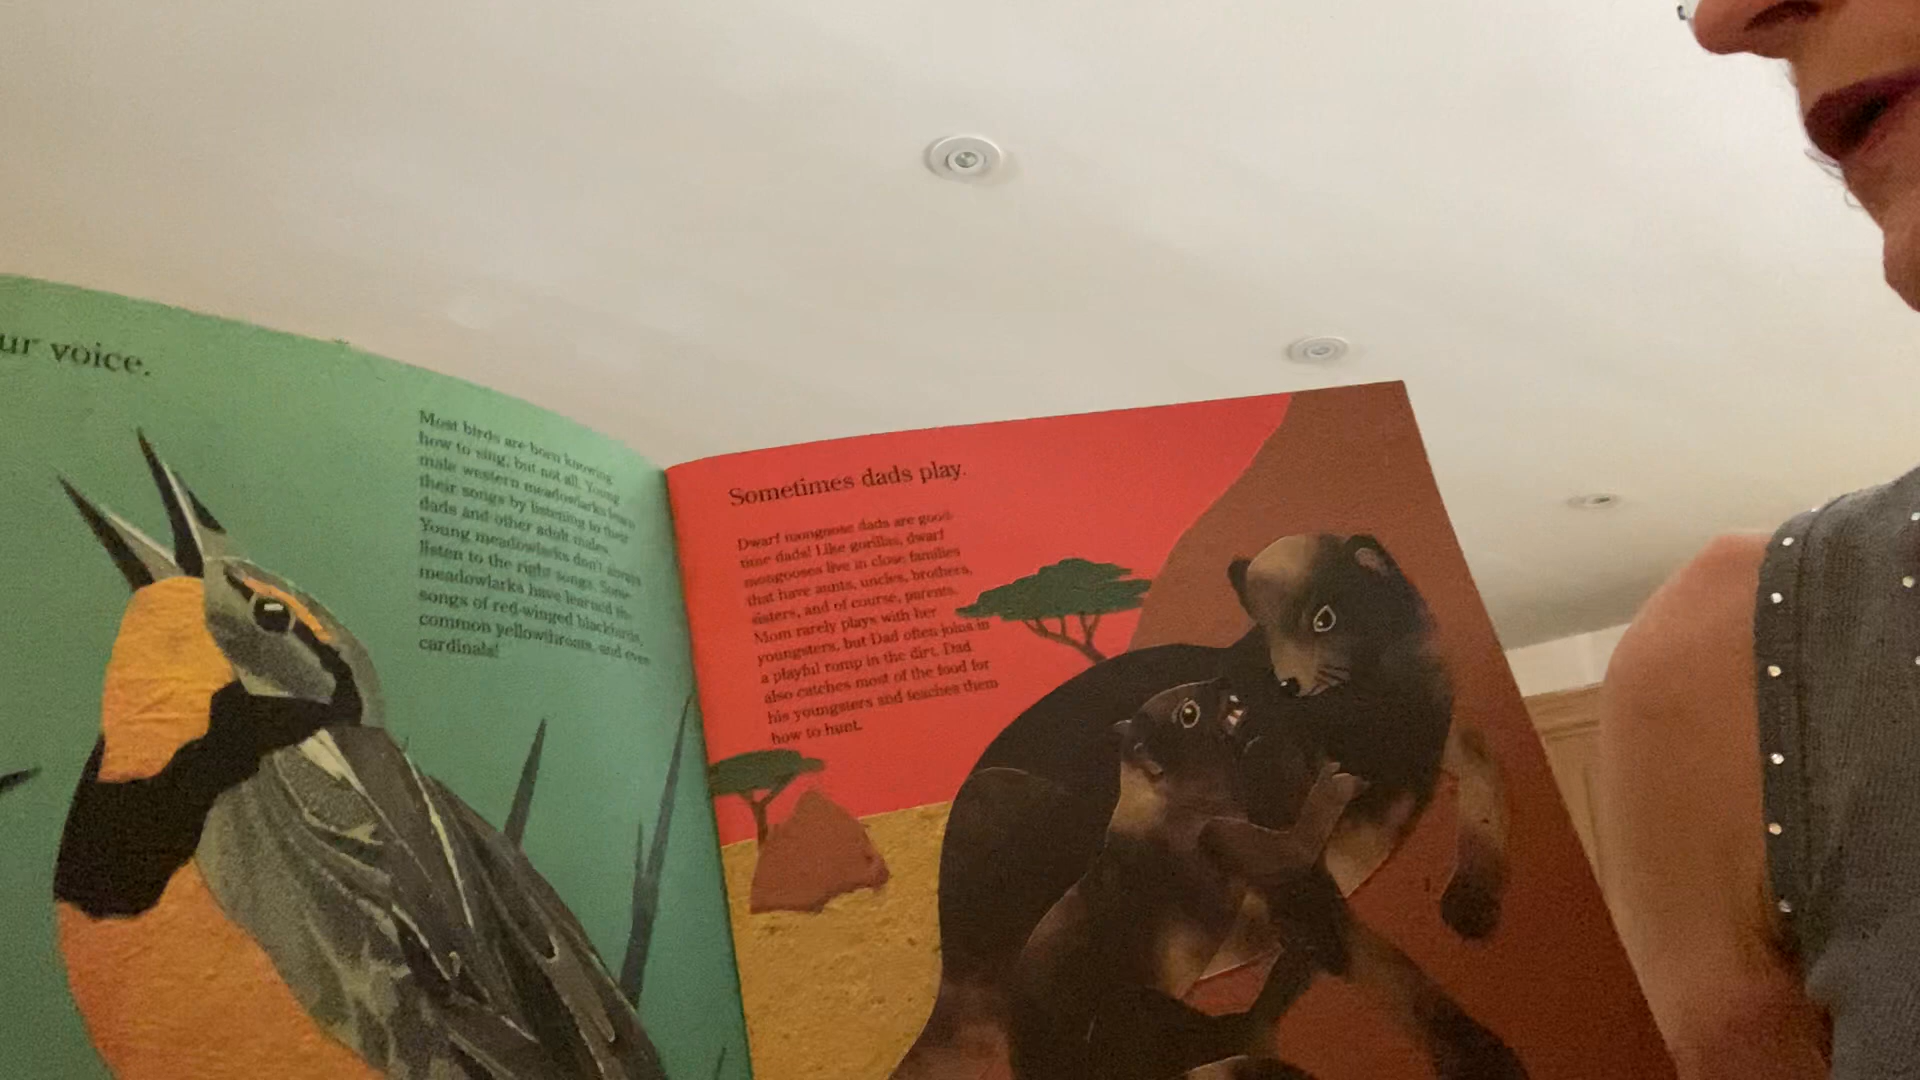 ur voice.
Most birds are born knowing
how to sing, but not all. Young
male western meadowlarks learn
their songs by listening to their
dads and other adult males.
Young meadowlarks don't always
listen to the right songs. Some
meadowlarks have learned the
songs of red-winged blackbirds,
common yellowthroats, and even
cardinals!
Sometimes dads play.
Dwarf mongoose dads are good-
time dads! Like gorillas, dwarf
mongooses live in close families
that have aunts, uncles, brothers,
sisters, and of course, parents.
Mom rarely plays with her
youngsters, but Dad often joins in
a playful romp in the dirt. Dad
also catches most of the food for
his youngsters and teaches them
how to hunt.